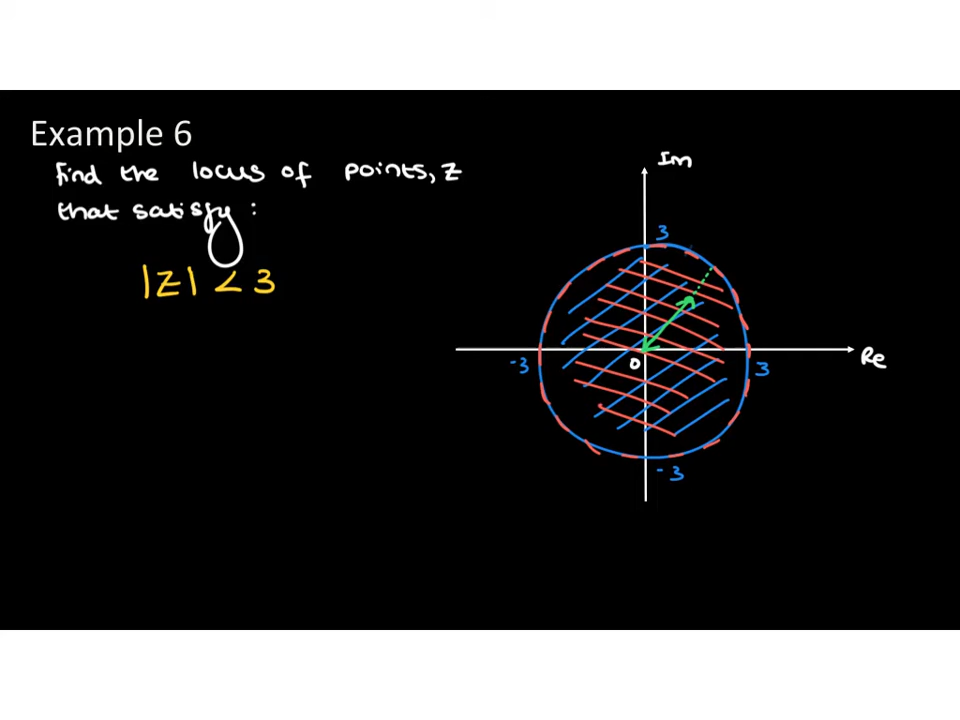 Example 6
Find the locus of points, z
that satisfy :
|z| < 3
Im
3
-3
0
3
Re
-3